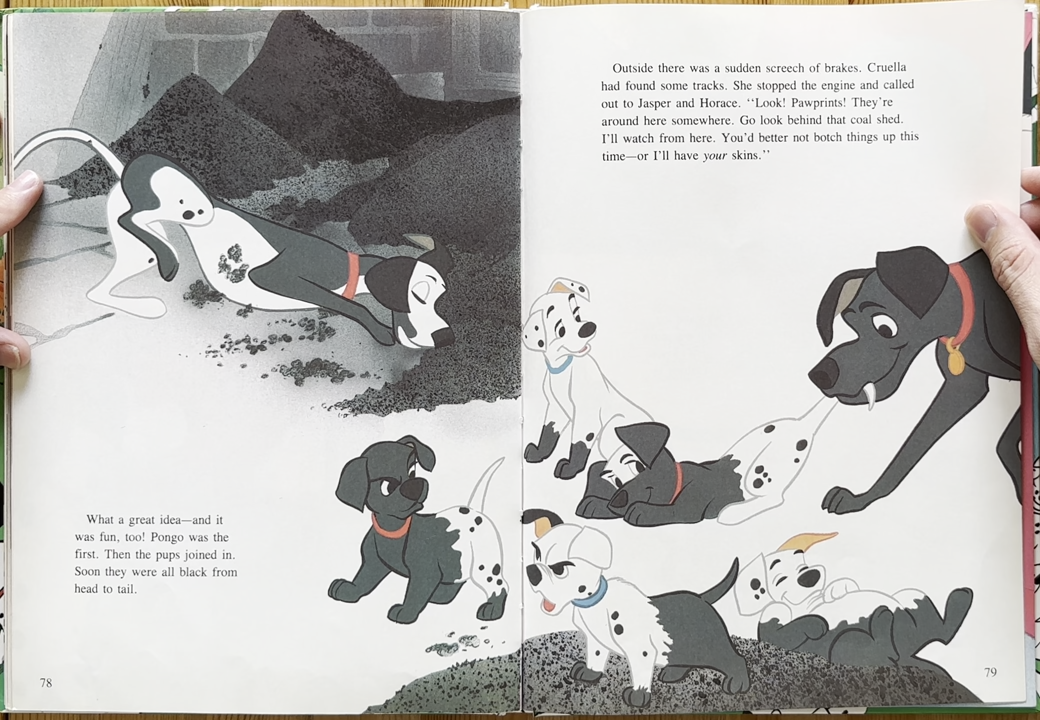 What a great idea—and it
was fun, too! Pongo was the
first. Then the pups joined in.
Soon they were all black from
head to tail.
78
Outside there was a sudden screech of brakes. Cruella
had found some tracks. She stopped the engine and called
out to Jasper and Horace. ‘‘Look! Pawprints! They’re
around here somewhere. Go look behind that coal shed.
I’ll watch from here. You’d better not botch things up this
time—or I’ll have your skins.’’
79